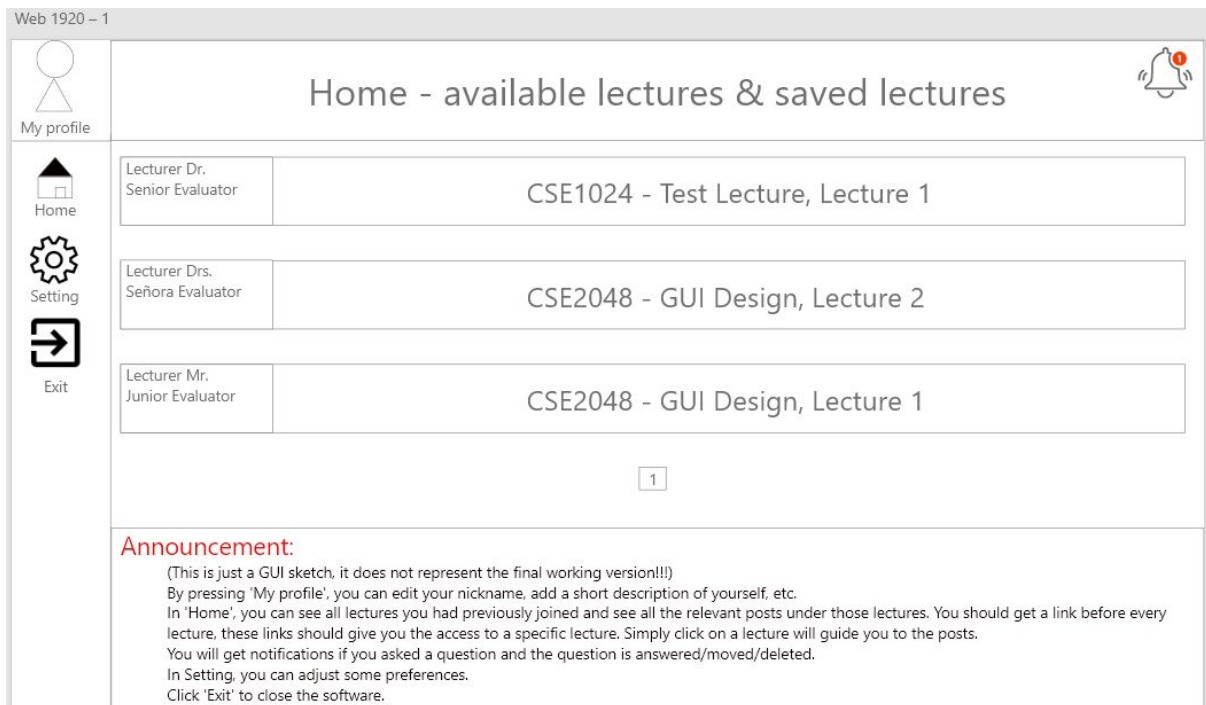 Web 1920 – 1
My profile
Home - available lectures & saved lectures
1
Home
Setting
Exit
Lecturer Dr.
Senior Evaluator
CSE1024 - Test Lecture, Lecture 1
Lecturer Drs.
Señora Evaluator
CSE2048 - GUI Design, Lecture 2
Lecturer Mr.
Junior Evaluator
CSE2048 - GUI Design, Lecture 1
1
Announcement:
(This is just a GUI sketch, it does not represent the final working version!!!)
By pressing 'My profile', you can edit your nickname, add a short description of yourself, etc.
In 'Home', you can see all lectures you had previously joined and see all the relevant posts under those lectures. You should get a link before every
lecture, these links should give you the access to a specific lecture. Simply click on a lecture will guide you to the posts.
You will get notifications if you asked a question and the question is answered/moved/deleted.
In Setting, you can adjust some preferences.
Click 'Exit' to close the software.